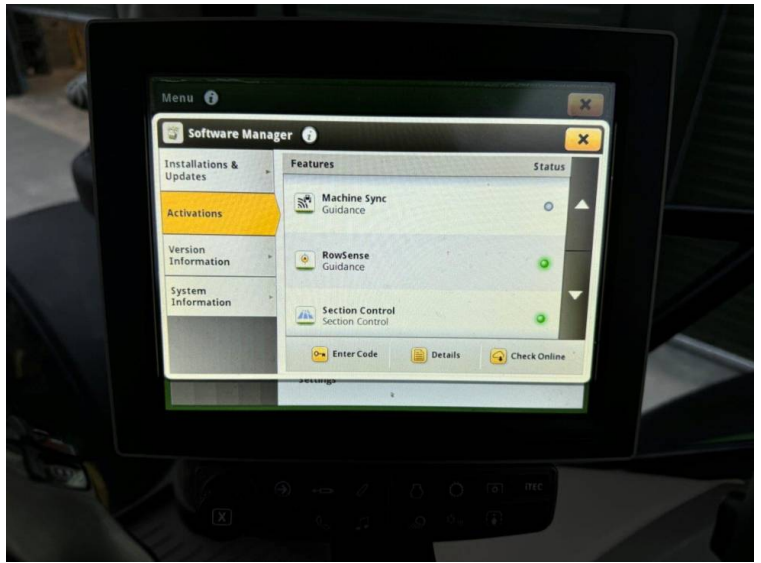 Menu
Software Manager
Installations &
Updates
Activations
Version
Information
System
Information
Features
Status
Machine Sync
Guidance
RowSense
Guidance
Section Control
Section Control
Enter Code
Details
Check Online
Settings
iTEC
X